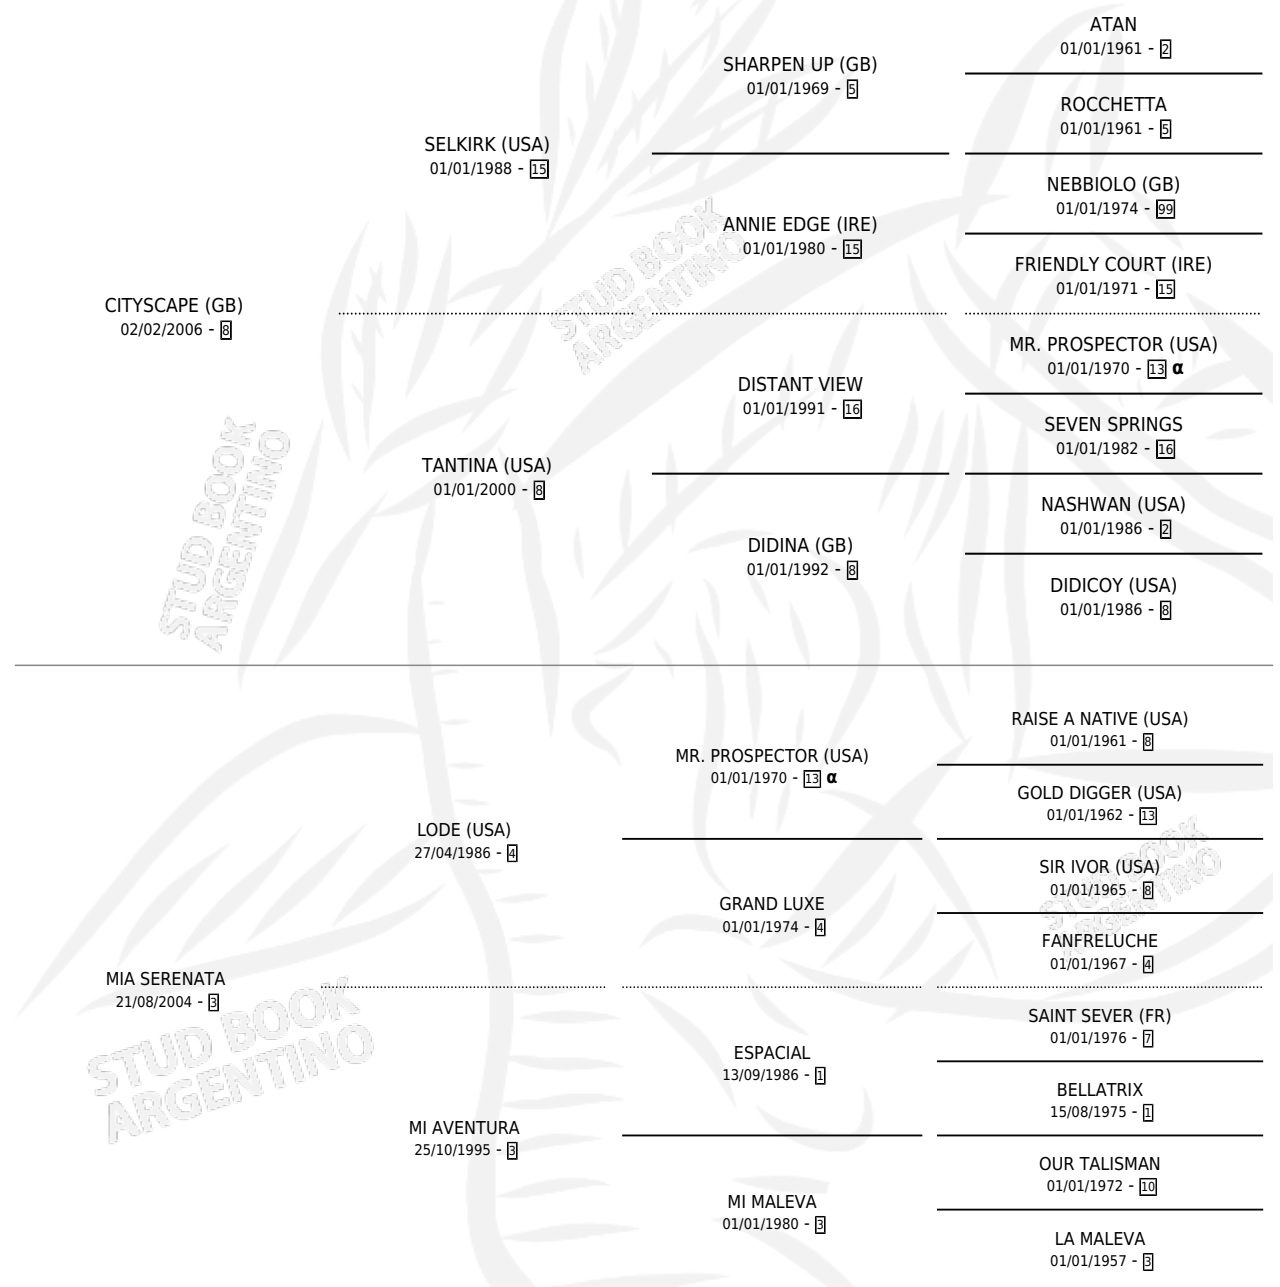 ATAN
01/01/1961 - 2
SHARPEN UP (GB)
01/01/1969 - 5
ROCCHETTA
01/01/1961 - 5
SELKIRK (USA)
01/01/1988 - 15
NEBBIOLO (GB)
01/01/1974 - 99
ANNIE EDGE (IRE)
01/01/1980 - 15
FRIENDLY COURT (IRE)
01/01/1971 - 15
CITYSCAPE (GB)
02/02/2006 - 8
MR. PROSPECTOR (USA)
01/01/1970 - 13 α
DISTANT VIEW
01/01/1991 - 16
SEVEN SPRINGS
01/01/1982 - 16
TANTINA (USA)
01/01/2000 - 8
NASHWAN (USA)
01/01/1986 - 2
DIDINA (GB)
01/01/1992 - 8
DIDICOY (USA)
01/01/1986 - 8
RAISE A NATIVE (USA)
01/01/1961 - 8
MR. PROSPECTOR (USA)
01/01/1970 - 13 α
GOLD DIGGER (USA)
01/01/1962 - 13
LODE (USA)
27/04/1986 - 4
SIR IVOR (USA)
01/01/1965 - 8
GRAND LUXE
01/01/1974 - 4
FANFRELUCHE
01/01/1967 - 4
MIA SERENATA
21/08/2004 - 3
SAINT SEVER (FR)
01/01/1976 - 7
ESPACIAL
13/09/1986 - 1
BELLATRIX
15/08/1975 - 1
MI AVENTURA
25/10/1995 - 3
OUR TALISMAN
01/01/1972 - 10
MI MALEVA
01/01/1980 - 3
LA MALEVA
01/01/1957 - 3
STUD BOOK
ARGENTINO
STUD BOOK
ARGENTINO
STUD BOOK
ARGENTINO
STUD BOOK
ARGENTINO